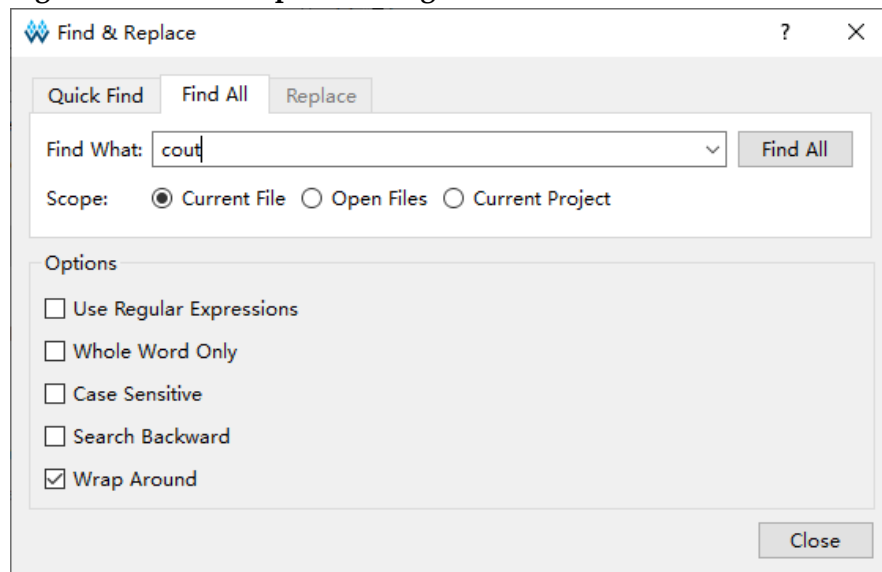 Find & Replace ? ×
Quick Find Find All Replace
Find What: cout Find All
Scope: Current File Open Files Current Project
Options
Use Regular Expressions
Whole Word Only
Case Sensitive
Search Backward
Wrap Around
Close